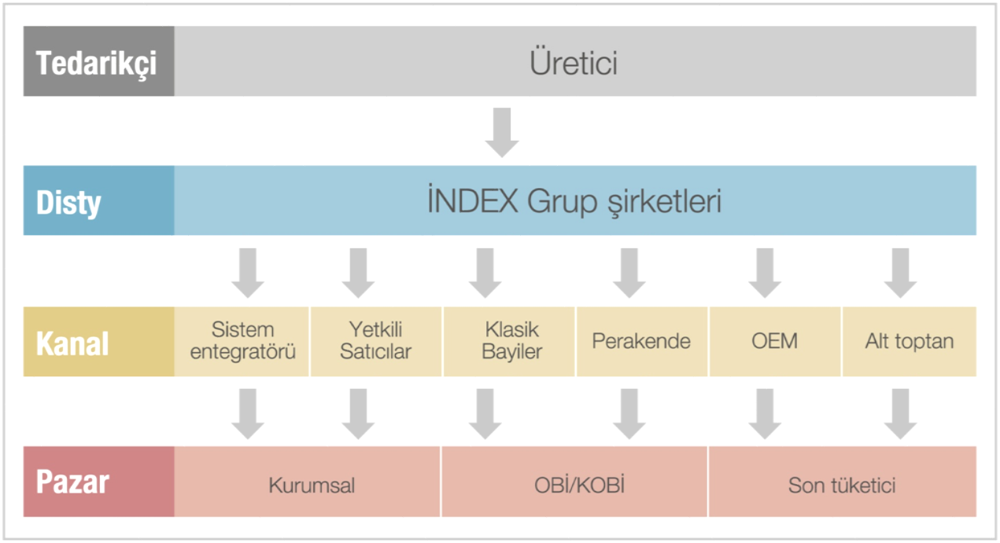 Tedarikçi
Üretici
Disty
İNDEX Grup şirketleri
Kanal
Sistem
entegratörü
Yetkili
Satıcılar
Klasik
Bayiler
Perakende
OEM
Alt toptan
Pazar
Kurumsal
OBİ/KOBİ
Son tüketici